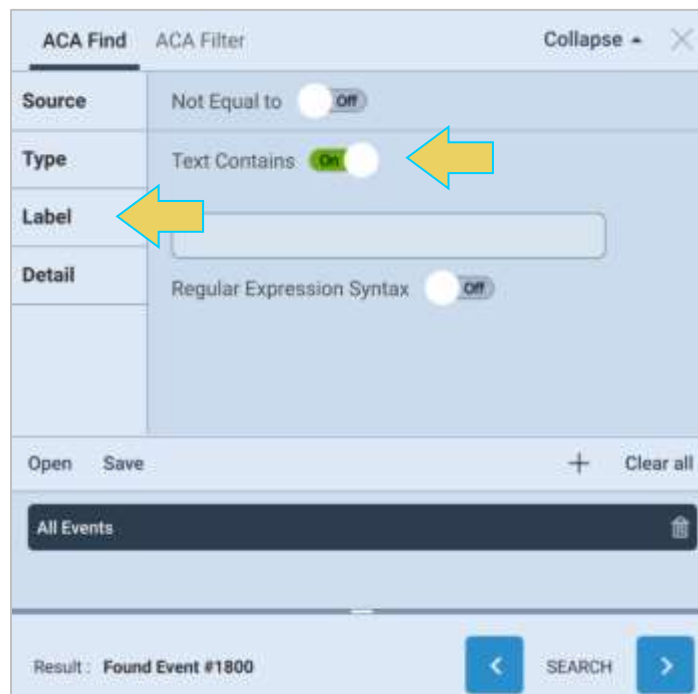 ACA Find ACA Filter Collapse
Source
Not Equal to Off
Type
Text Contains On
Label
Detail
Regular Expression Syntax Off
Open Save + Clear all
All Events
Result : Found Event #1800
< SEARCH >